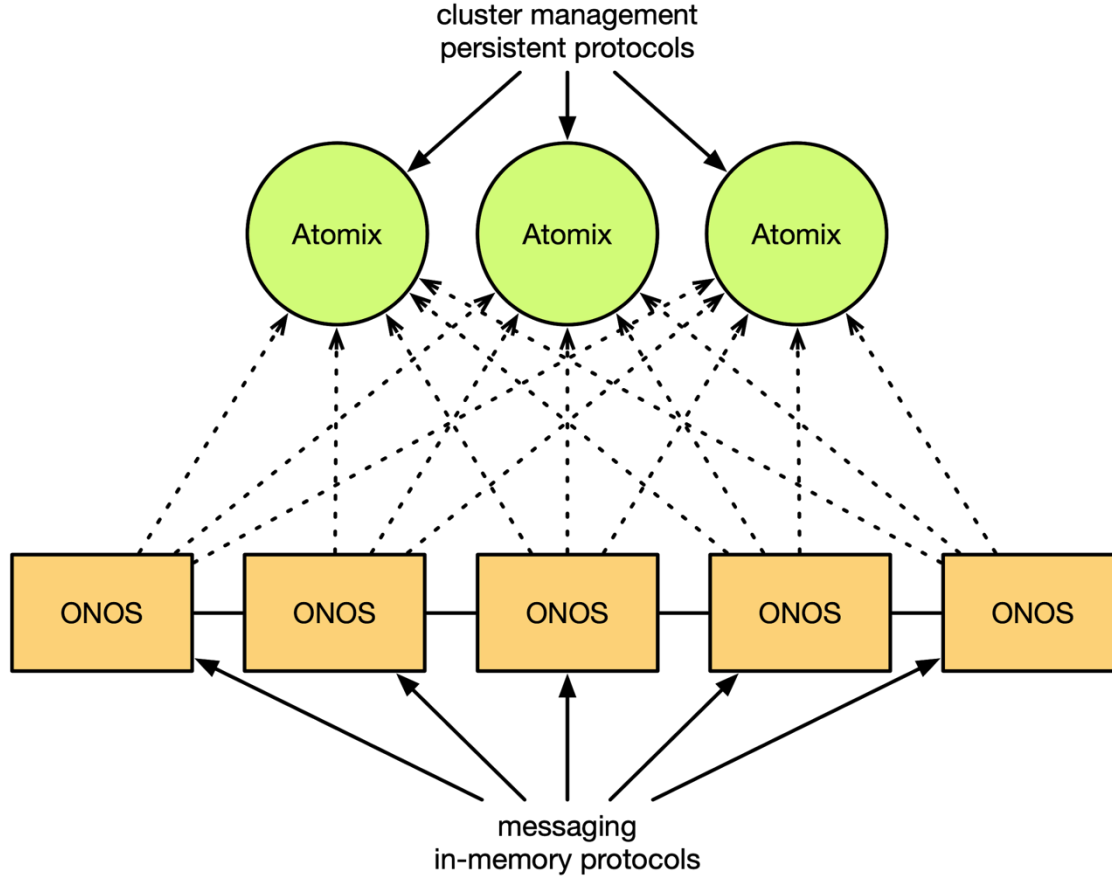 cluster management
persistent protocols
Atomix
Atomix
Atomix
ONOS
ONOS
ONOS
ONOS
ONOS
messaging
in-memory protocols